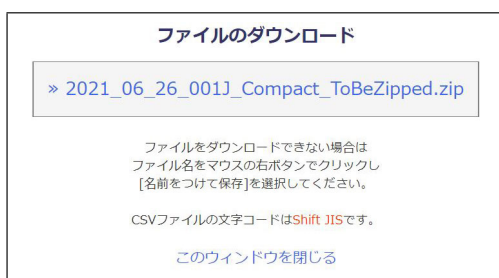 ファイルのダウンロード
» 2021_06_26_001J_Compact_ToBeZipped.zip
ファイルをダウンロードできない場合は
ファイル名をマウスの右ボタンでクリックし
[名前をつけて保存]を選択してください。
CSVファイルの文字コードはShift JISです。
このウィンドウを閉じる